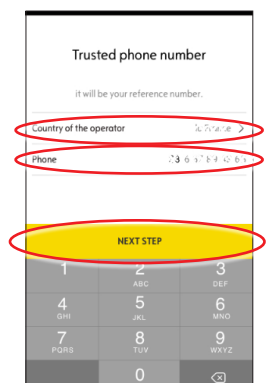 Trusted phone number
it will be your reference number.
Country of the operator
Phone
NEXT STEP
1 2 3
ABC DEF
4 5 6
GHI JKL MNO
7 8 9
PQRS TUV WXYZ
0